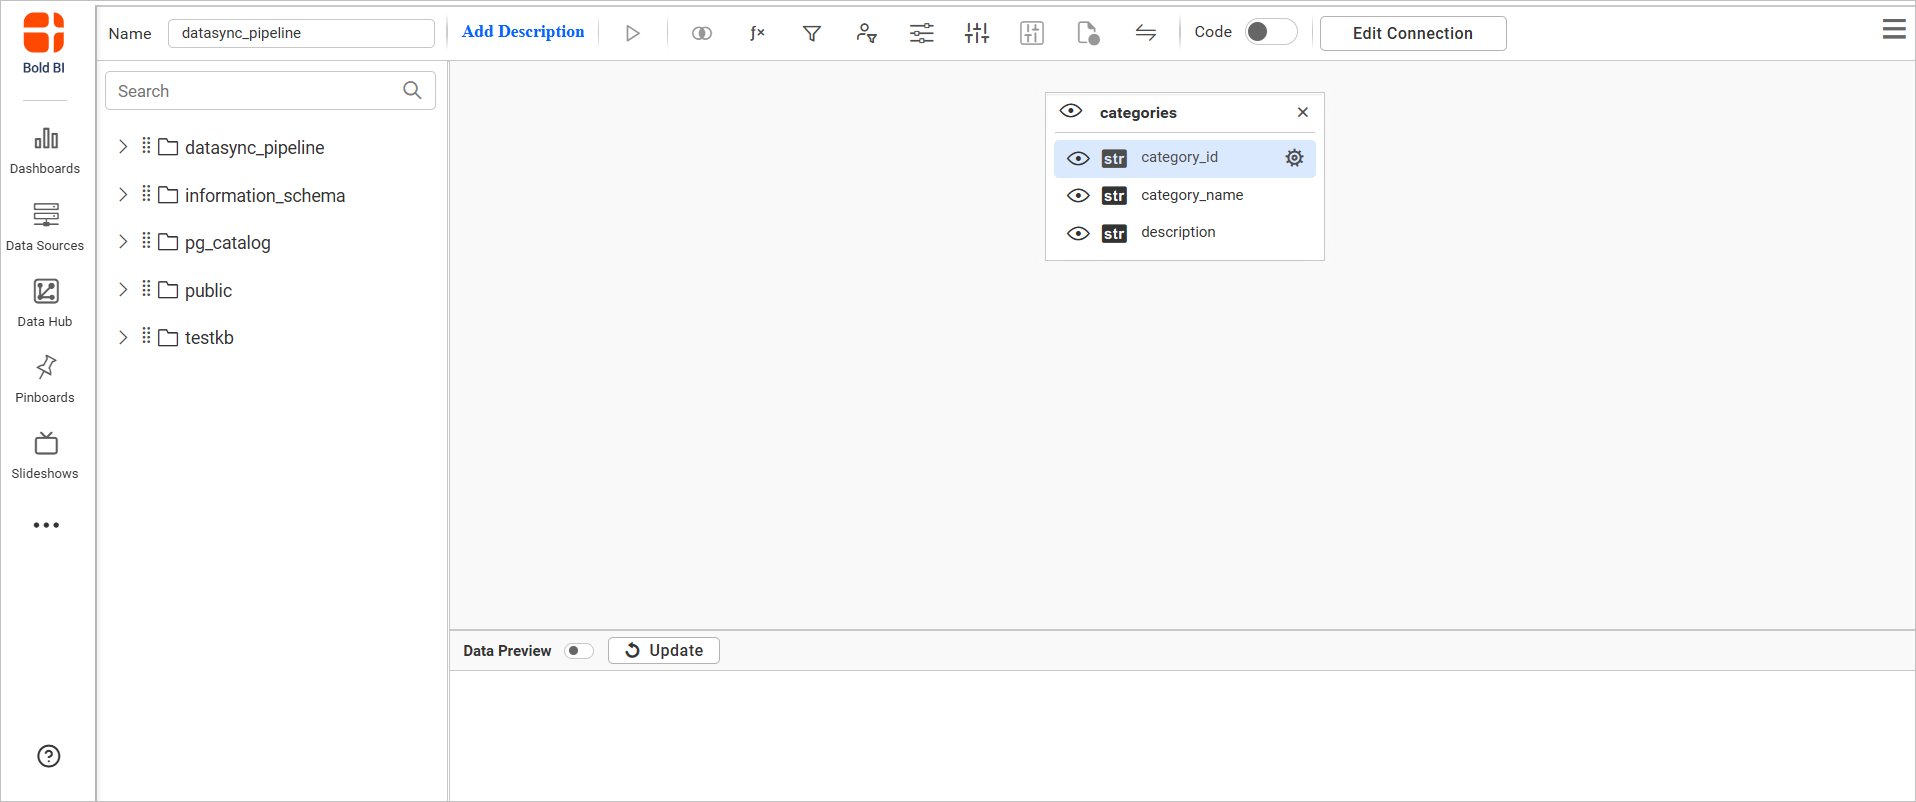 Bold BI
Name
datasync_pipeline
Add Description
ƒx
Code
Edit Connection
Search
datasync_pipeline
information_schema
pg_catalog
public
testkb
Dashboards
Data Sources
Data Hub
Pinboards
Slideshows
categories
str category_id
str category_name
str description
Data Preview
Update